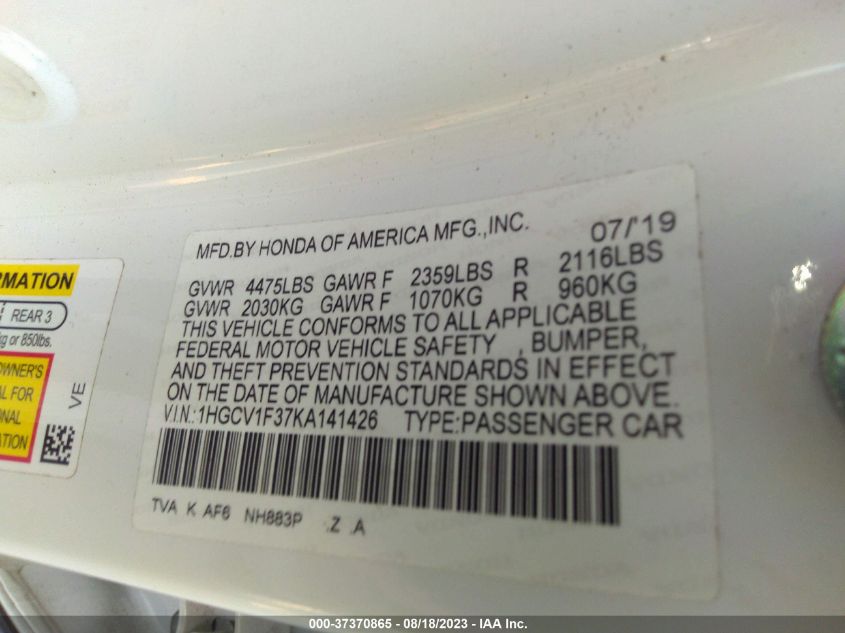 MFD.BY HONDA OF AMERICA MFG.,INC. 07/'19
GVWR 4475LBS GAWR F 2359LBS R 2116LBS
GVWR 2030KG GAWR F 1070KG R 960KG
THIS VEHICLE CONFORMS TO ALL APPLICABLE
FEDERAL MOTOR VEHICLE SAFETY , BUMPER,
AND THEFT PREVENTION STANDARDS IN EFFECT
ON THE DATE OF MANUFACTURE SHOWN ABOVE.
V.I.N.:1HGCV1F37KA141426 TYPE:PASSENGER CAR
TVA K AF6 NH883P .Z .A
RMATION
REAR 3
kg or 850lbs.
OWNER'S
AL FOR
ONAL
ATION
VE
000-37370865 / 08/18/2023 - IAA Inc.